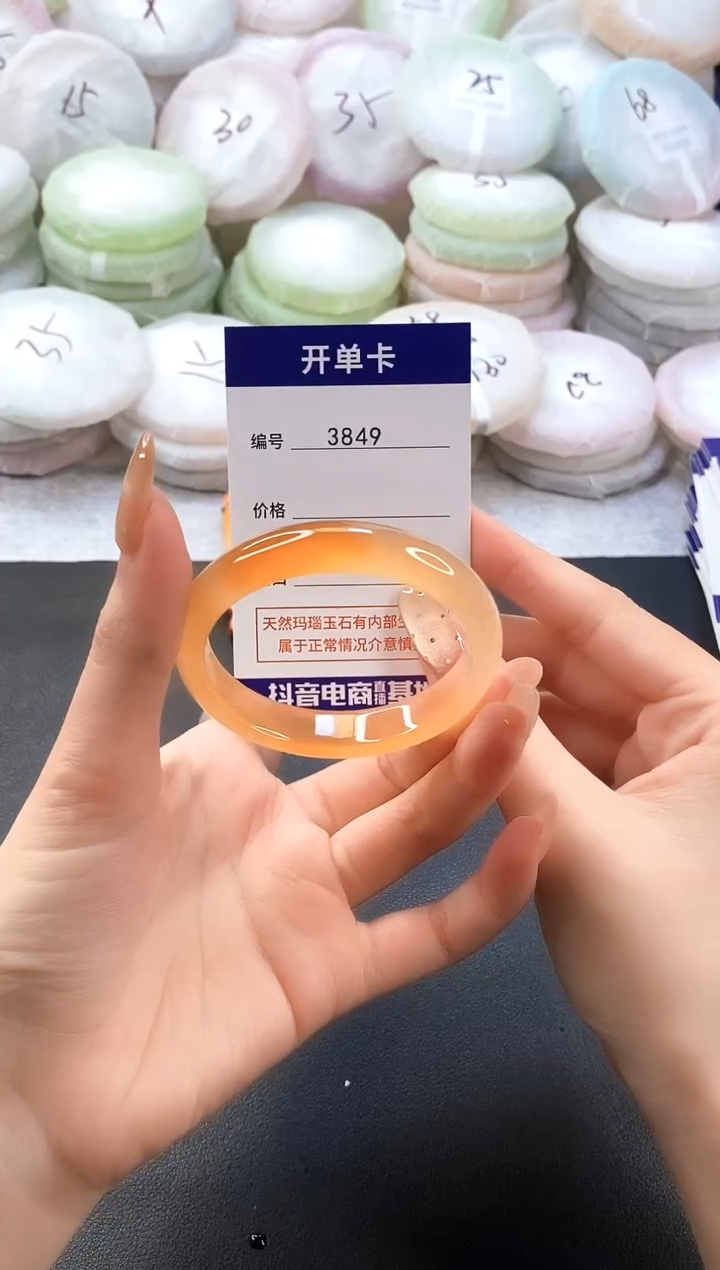 15
30
35
25
68
35
开单卡
编号 3849
价格
天然玛瑙玉石有内部
属于正常情况介意慎
抖音电商直播基地